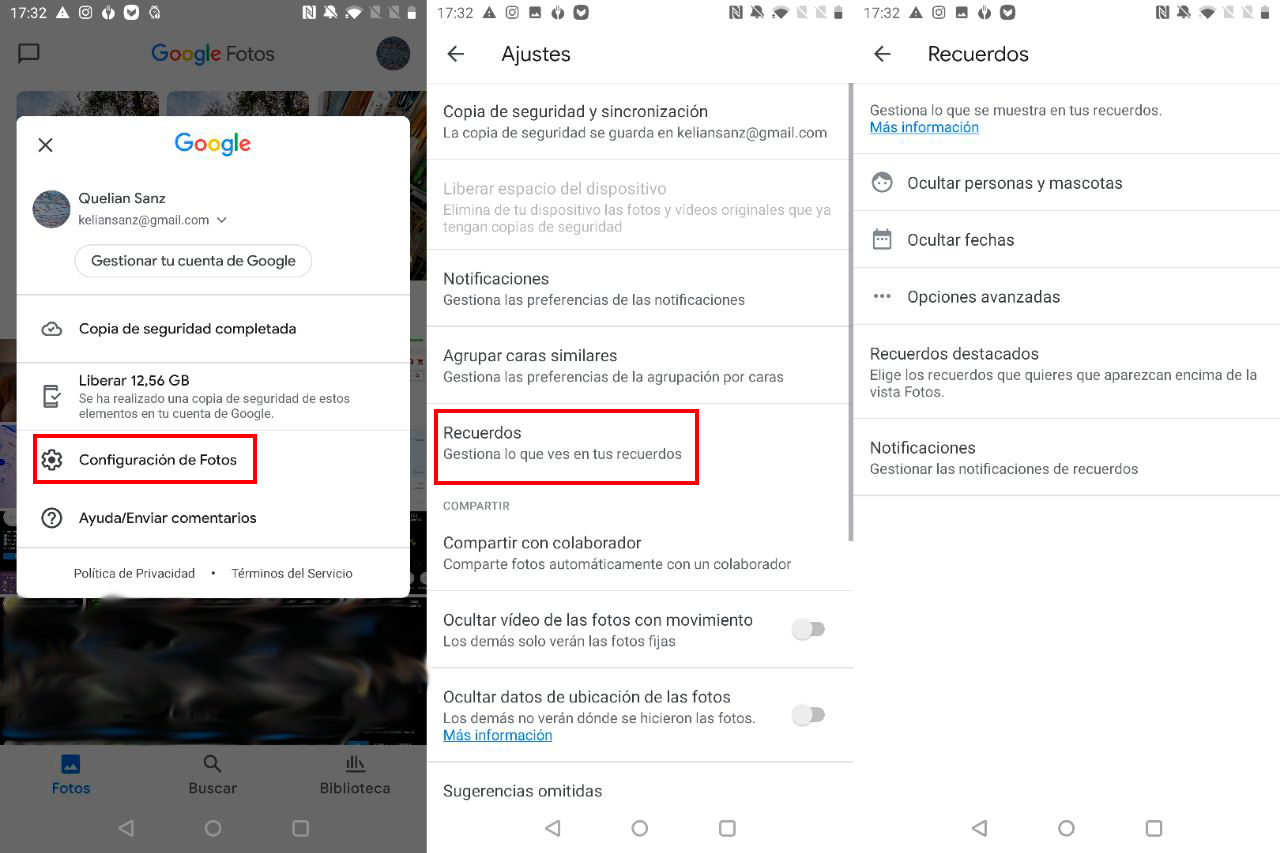 17:32
Google Fotos
Google
Quelian Sanz
keliansanz@gmail.com
Gestionar tu cuenta de Google
Copia de seguridad completada
Liberar 12,56 GB
Se ha realizado una copia de seguridad de estos
elementos en tu cuenta de Google.
Configuración de Fotos
Ayuda/Enviar comentarios
Política de Privacidad • Términos del Servicio
Fotos
Buscar
Biblioteca
17:32
Ajustes
Copia de seguridad y sincronización
La copia de seguridad se guarda en keliansanz@gmail.com
Liberar espacio del dispositivo
Elimina de tu dispositivo las fotos y vídeos originales que ya
tengan copias de seguridad
Notificaciones
Gestiona las preferencias de las notificaciones
Agrupar caras similares
Gestiona las preferencias de la agrupación por caras
Recuerdos
Gestiona lo que ves en tus recuerdos
COMPARTIR
Compartir con colaborador
Comparte fotos automáticamente con un colaborador
Ocultar vídeo de las fotos con movimiento
Los demás solo verán las fotos fijas
Ocultar datos de ubicación de las fotos
Los demás no verán dónde se hicieron las fotos.
Más información
Sugerencias omitidas
17:32
Recuerdos
Gestiona lo que se muestra en tus recuerdos.
Más información
Ocultar personas y mascotas
Ocultar fechas
Opciones avanzadas
Recuerdos destacados
Elige los recuerdos que quieres que aparezcan encima de la
vista Fotos.
Notificaciones
Gestionar las notificaciones de recuerdos